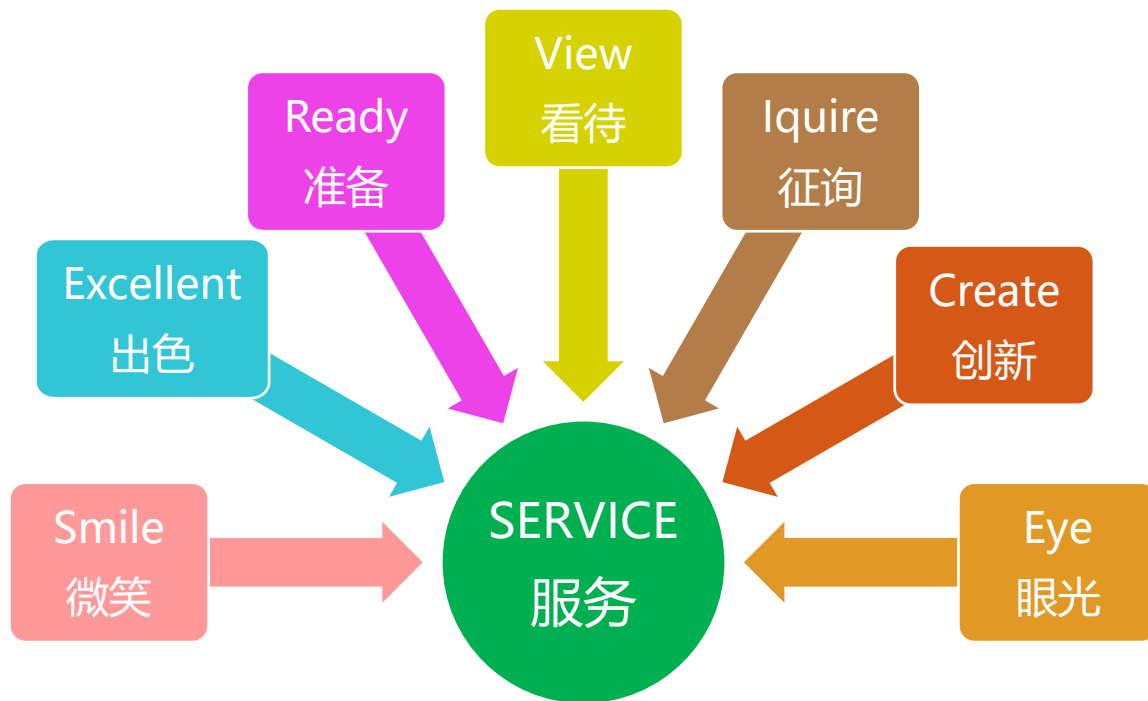 Smile
微笑
Excellent
出色
Ready
准备
View
看待
Iquire
征询
Create
创新
Eye
眼光
SERVICE
服务